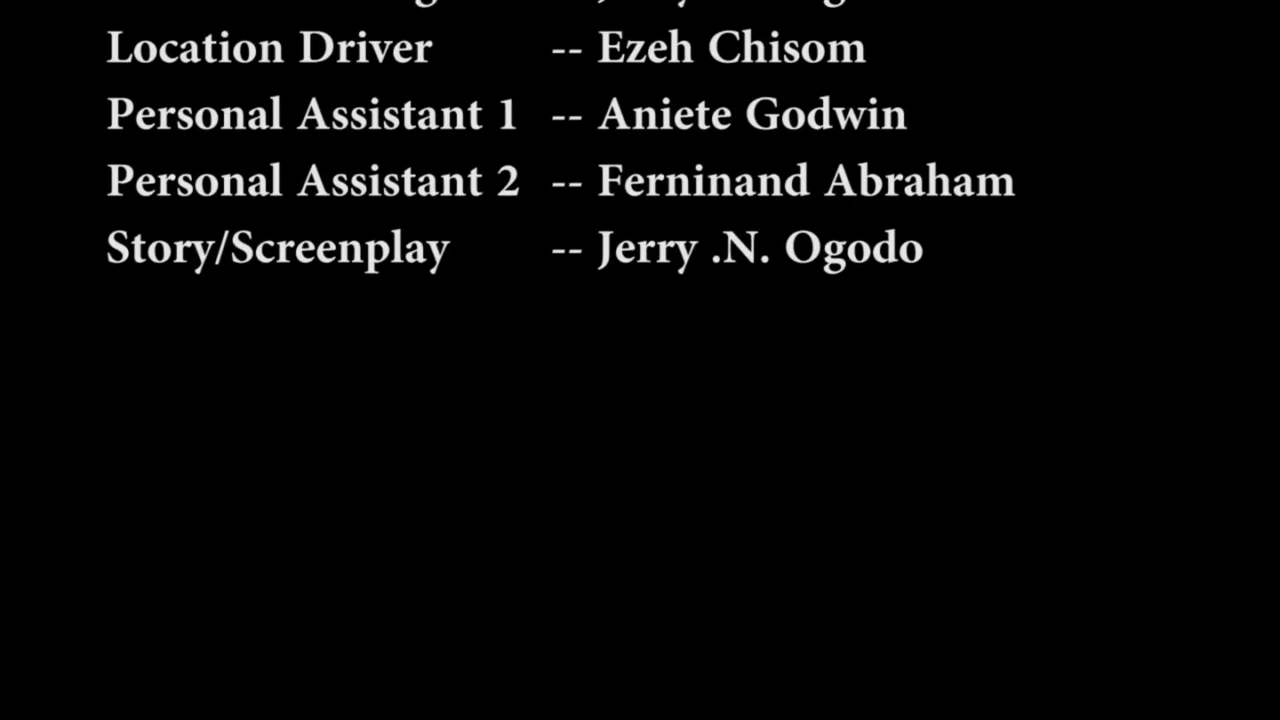 Location Driver -- Ezeh Chisom
Personal Assistant 1 -- Aniete Godwin
Personal Assistant 2 -- Ferninand Abraham
Story/Screenplay -- Jerry .N. Ogodo